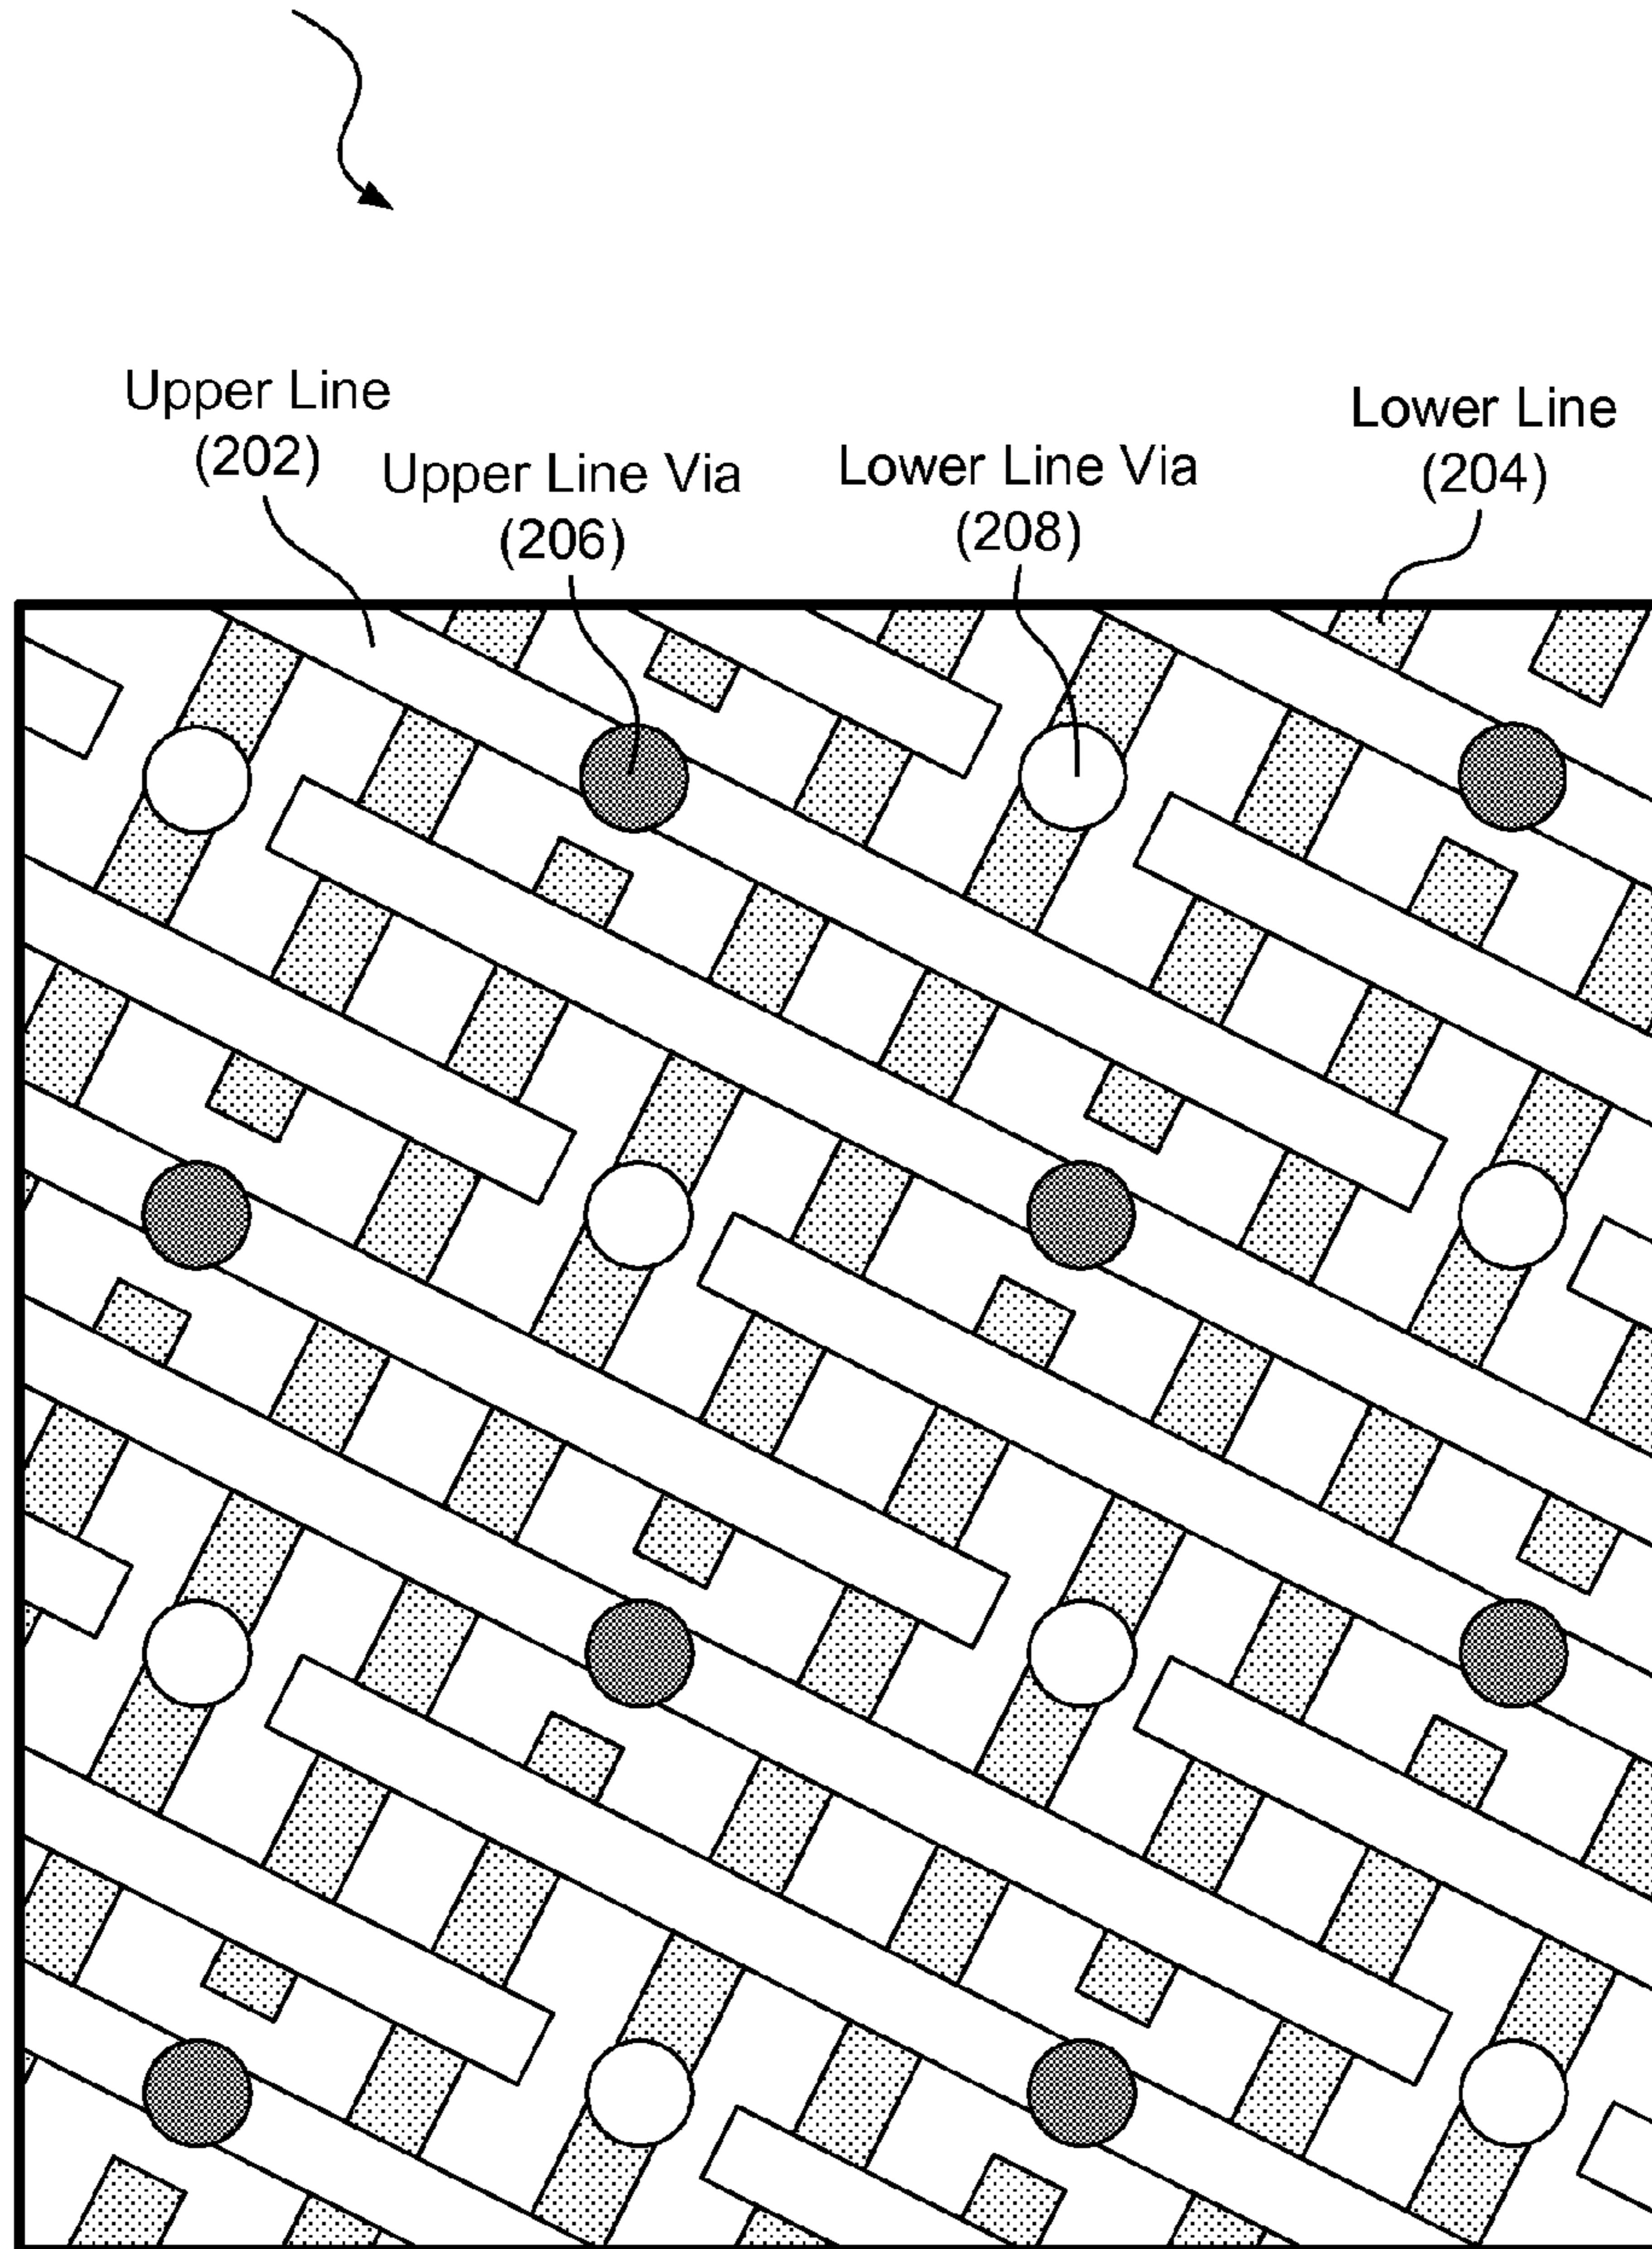 Upper Line
(202)
Upper Line Via
(206)
Lower Line Via
(208)
Lower Line
(204)